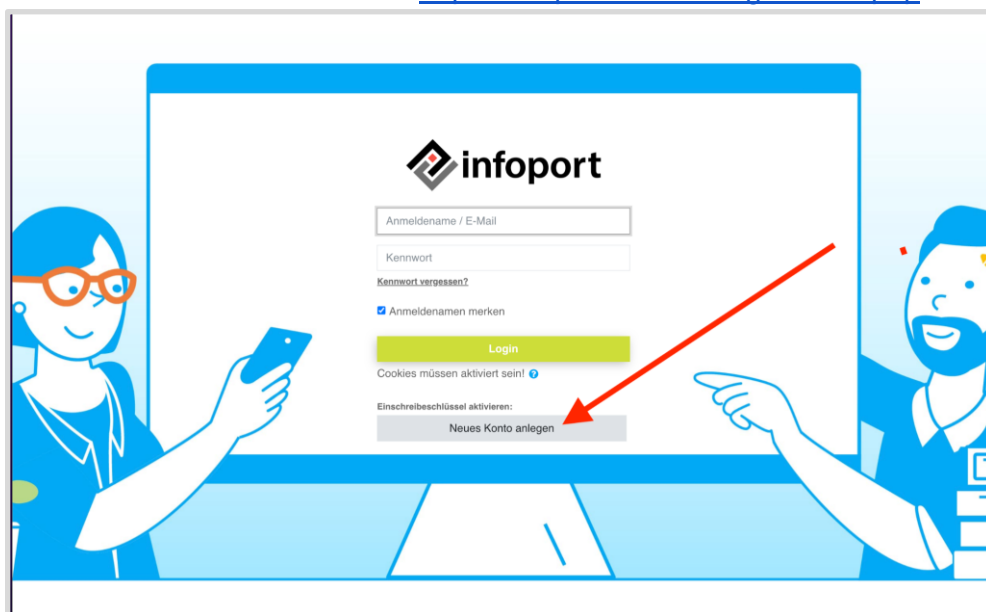 infoport
Anmeldename / E-Mail
Kennwort
Kennwort vergessen?
Anmeldenamen merken
Login
Cookies müssen aktiviert sein! ?
Einschreibeschlüssel aktivieren:
Neues Konto anlegen